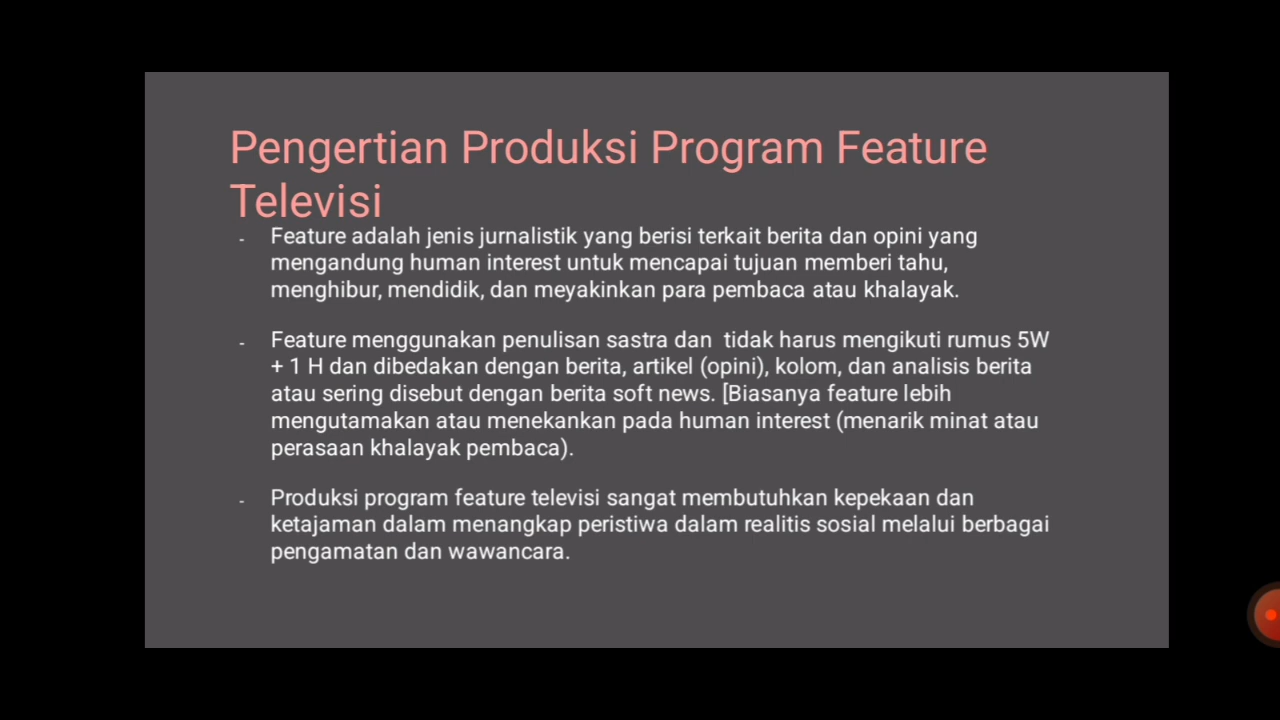 Pengertian Produksi Program Feature
Televisi
- Feature adalah jenis jurnalistik yang berisi terkait berita dan opini yang
mengandung human interest untuk mencapai tujuan memberi tahu,
menghibur, mendidik, dan meyakinkan para pembaca atau khalayak.
- Feature menggunakan penulisan sastra dan  tidak harus mengikuti rumus 5W
+ 1 H dan dibedakan dengan berita, artikel (opini), kolom, dan analisis berita
atau sering disebut dengan berita soft news. [Biasanya feature lebih
mengutamakan atau menekankan pada human interest (menarik minat atau
perasaan khalayak pembaca).
- Produksi program feature televisi sangat membutuhkan kepekaan dan
ketajaman dalam menangkap peristiwa dalam realitis sosial melalui berbagai
pengamatan dan wawancara.